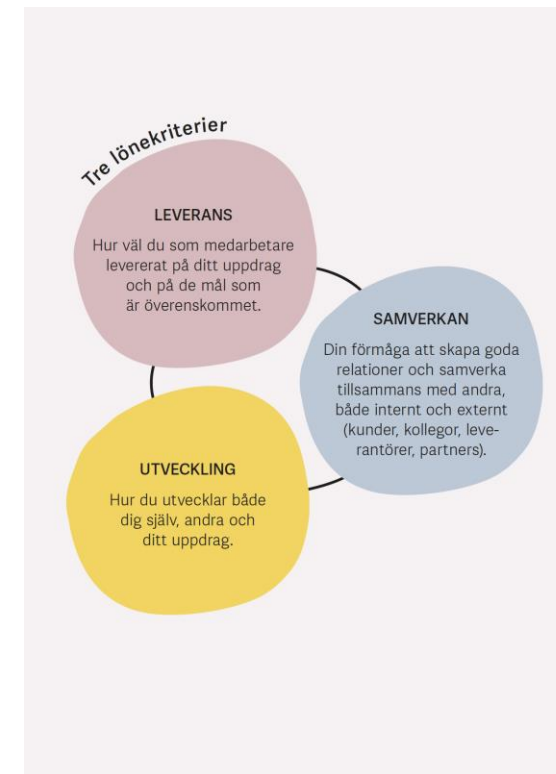 Tre lönekriterier
LEVERANS
Hur väl du som medarbetare
levererat på ditt uppdrag
och på de mål som
är överenskommet.
SAMVERKAN
Din förmåga att skapa goda
relationer och samverka
tillsammans med andra,
både internt och externt
(kunder, kollegor, leve-
rantörer, partners).
UTVECKLING
Hur du utvecklar både
dig själv, andra och
ditt uppdrag.